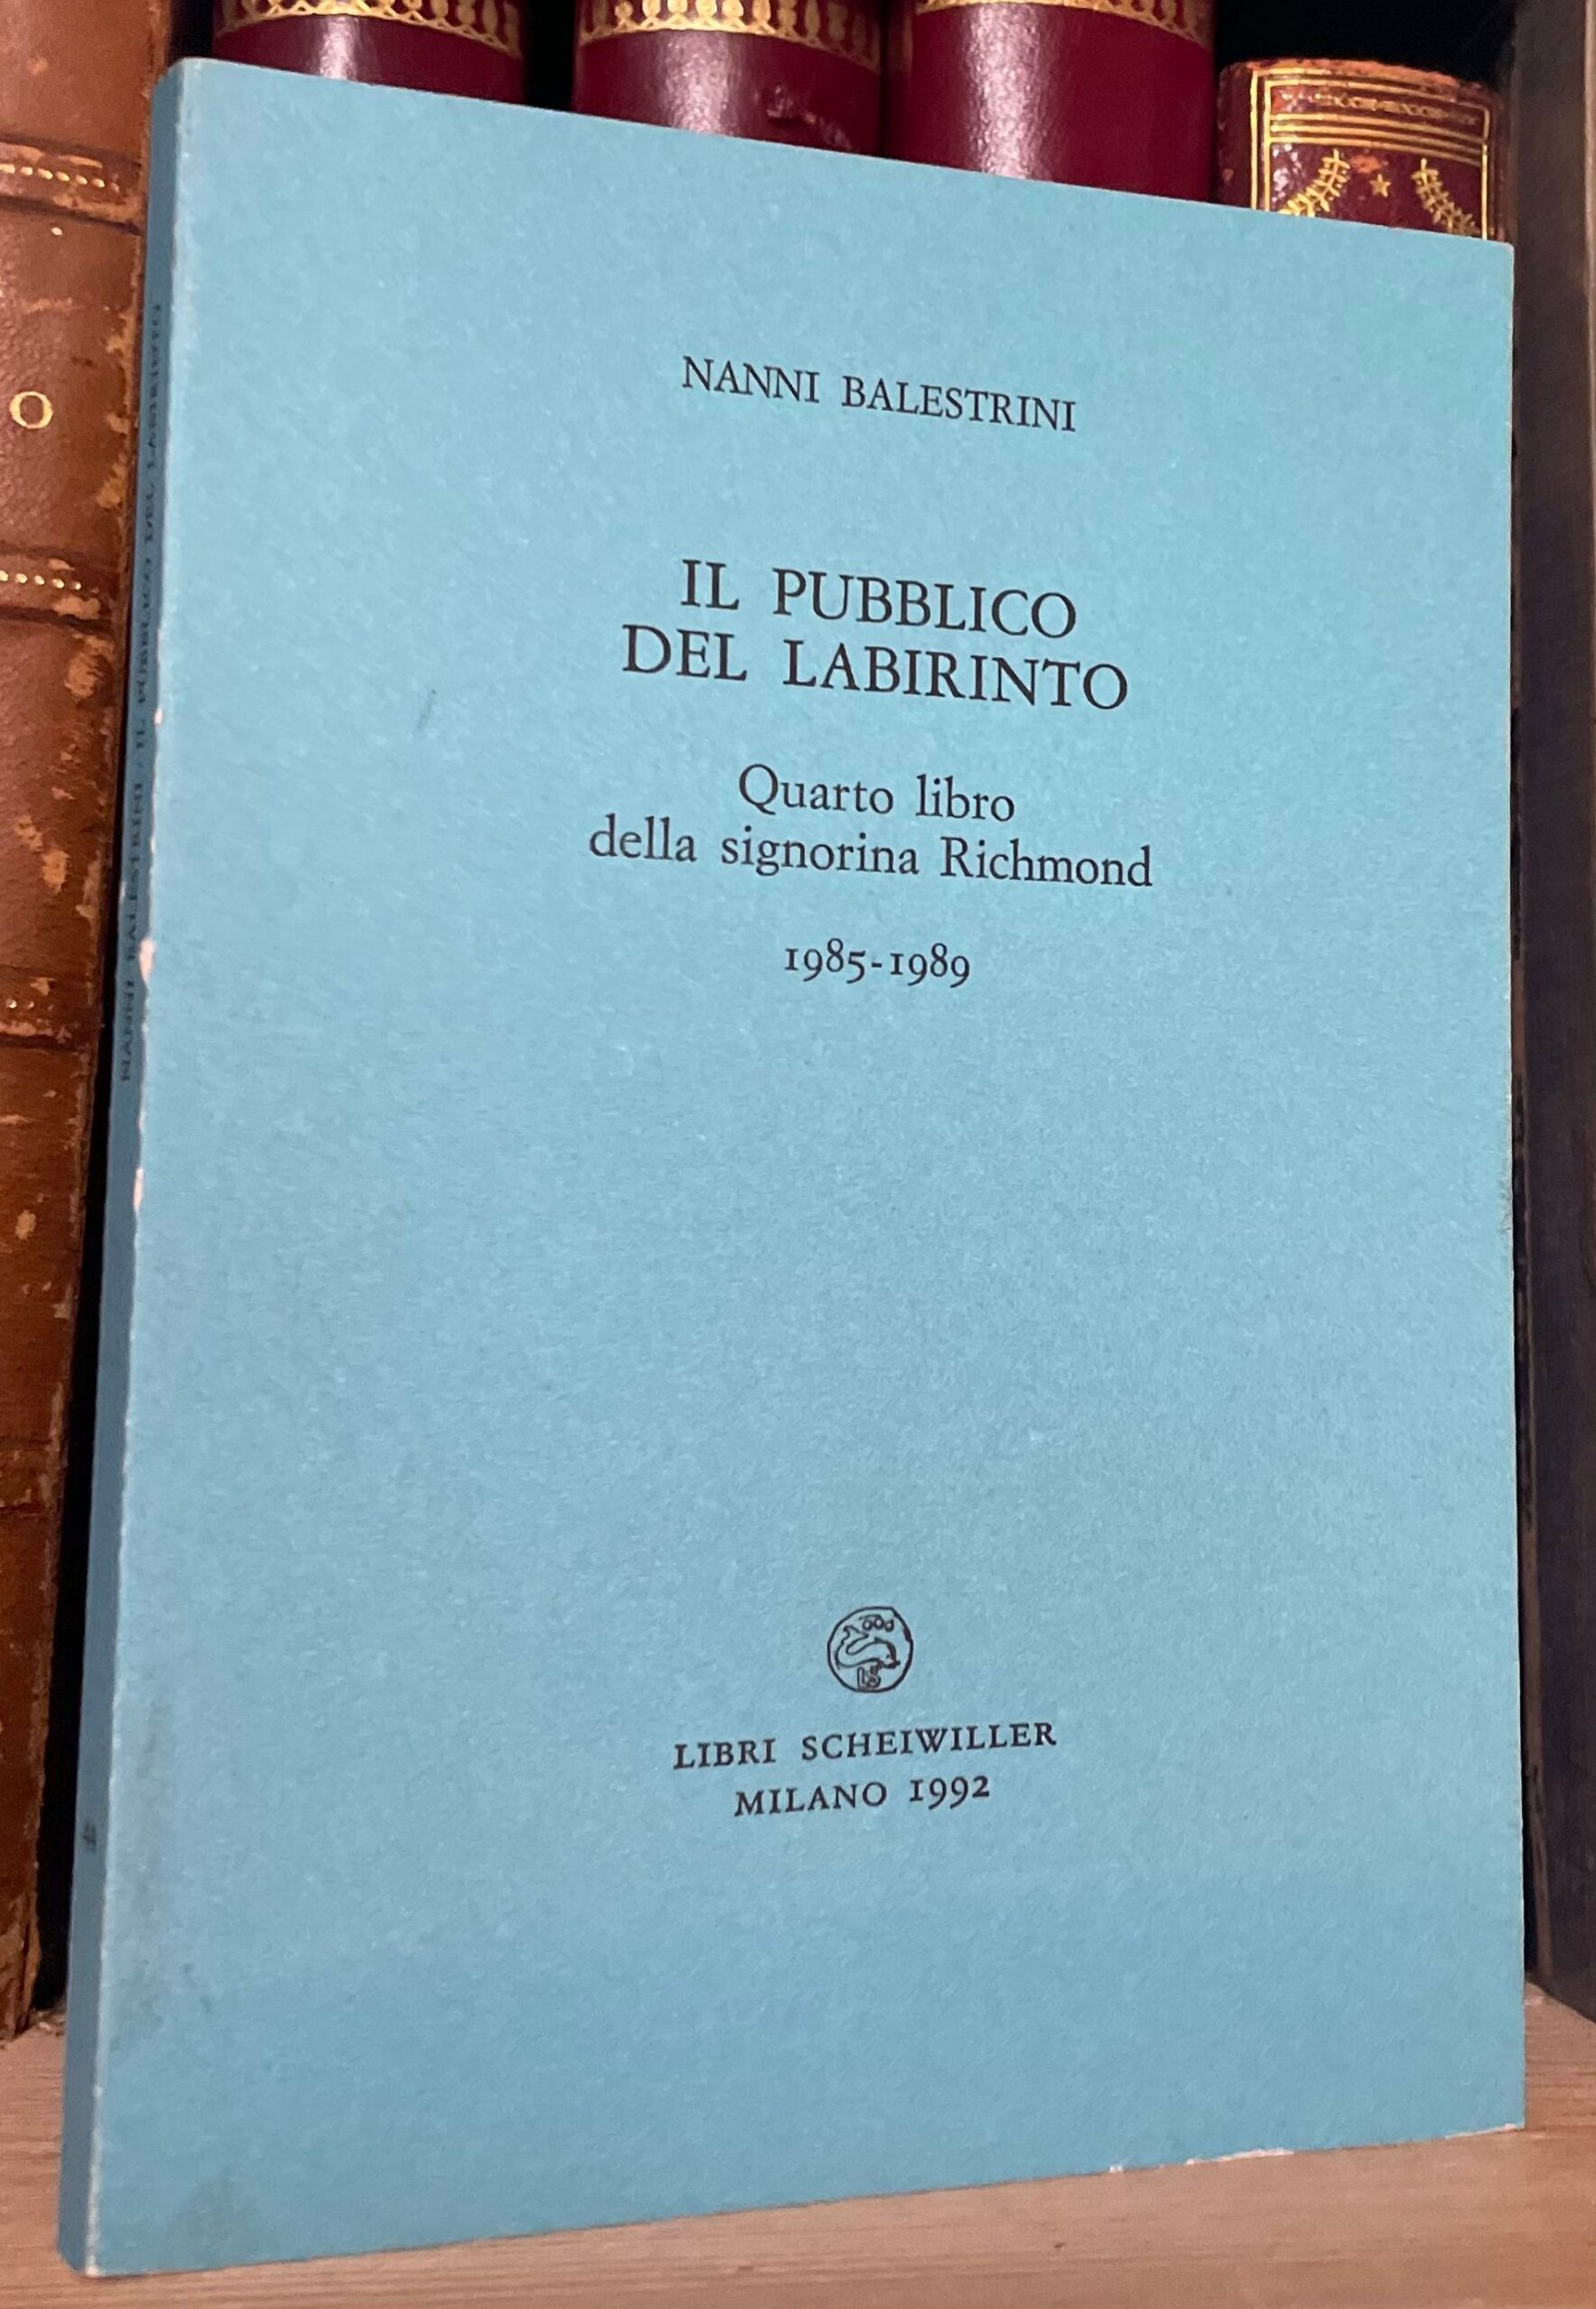 NANNI BALESTRINI
IL PUBBLICO
DEL LABIRINTO
Quarto libro
della signorina Richmond
1985-1989
LIBRI SCHEIWILLER
MILANO 1992
NANNI BALESTRINI / IL PUBBLICO DEL LABIRINTO
O